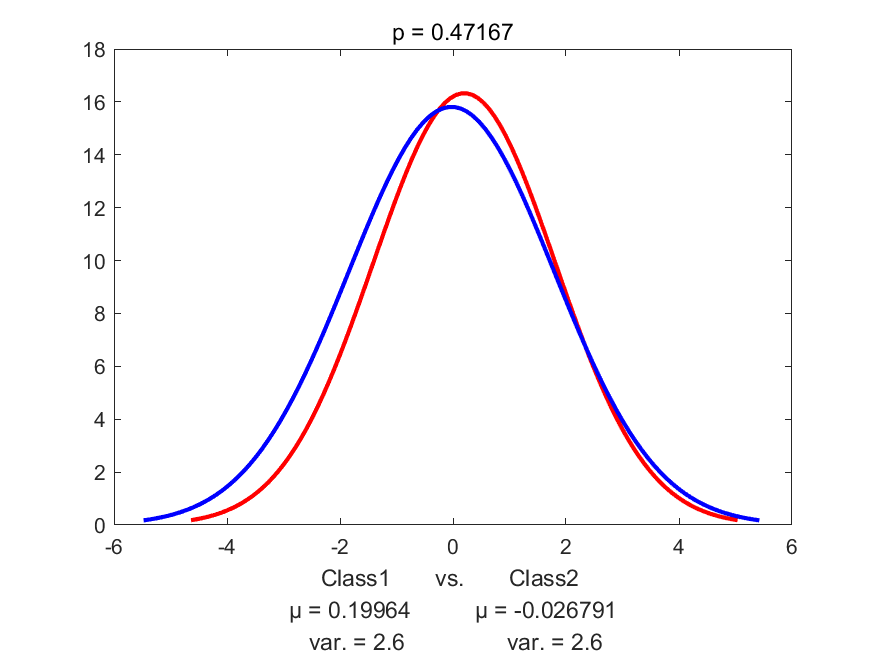 p = 0.47167
18
16
14
12
10
8
6
4
2
0
-6 -4 -2 0 2 4 6
Class1 vs. Class2
μ = 0.19964 μ = -0.026791
var. = 2.6 var. = 2.6